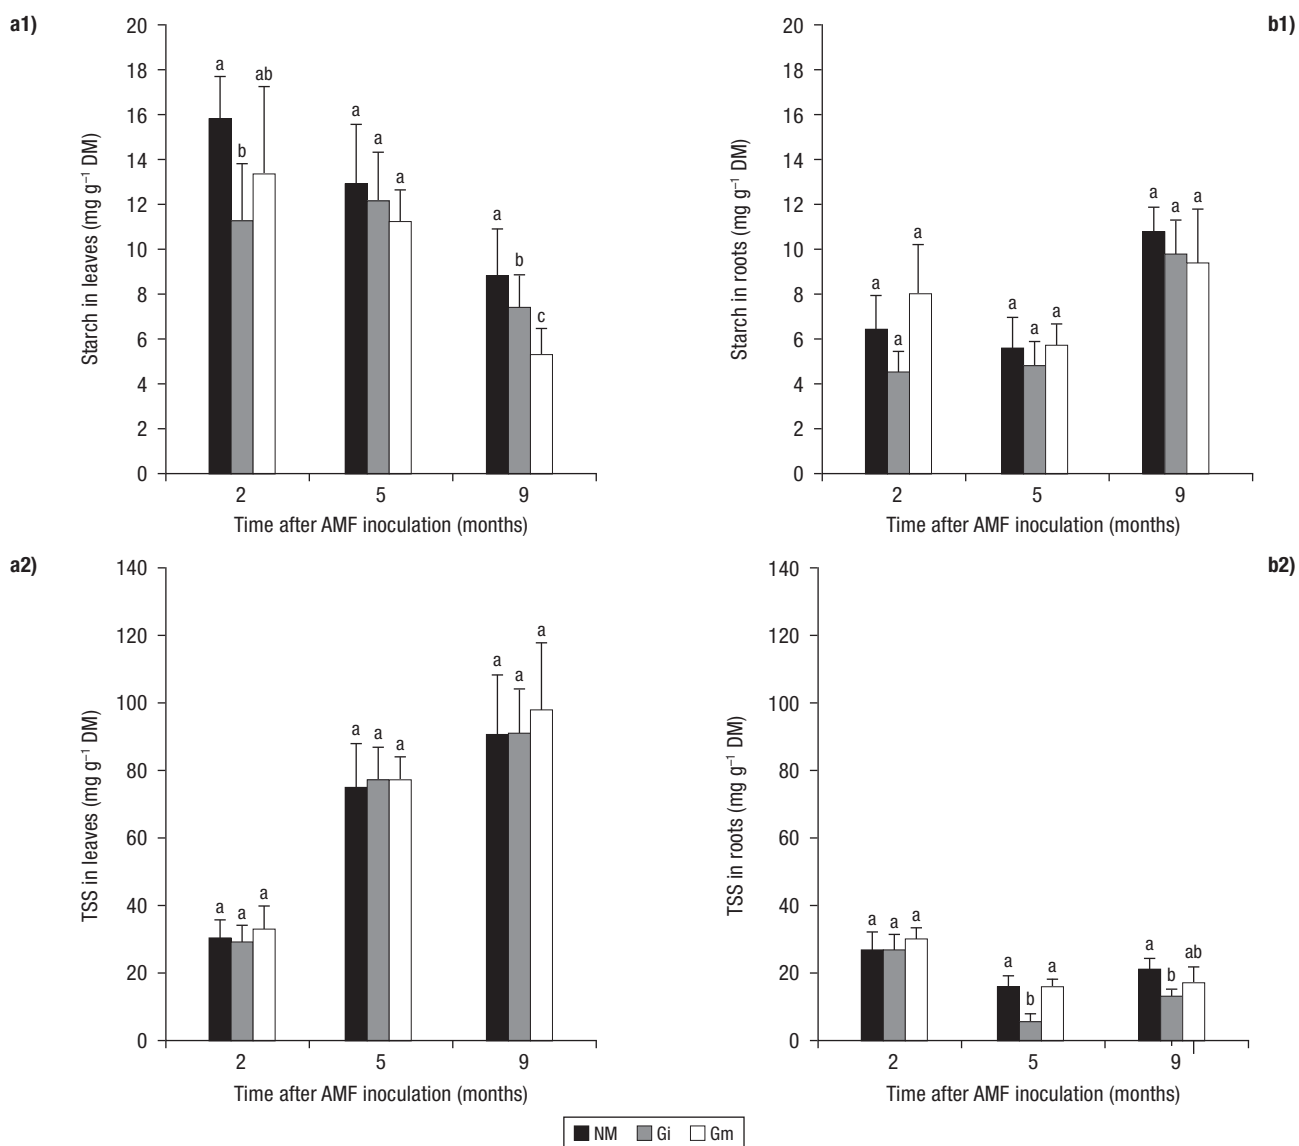 a1)
20
18
16
14
12
10
8
6
4
2
0
Starch in leaves (mg g⁻¹ DM)
a
b
ab
a
a
a
a
b
c
2 5 9
Time after AMF inoculation (months)
b1)
20
18
16
14
12
10
8
6
4
2
0
Starch in roots (mg g⁻¹ DM)
a
a
a
a
a
a
a
a
a
2 5 9
Time after AMF inoculation (months)
a2)
140
120
100
80
60
40
20
0
TSS in leaves (mg g⁻¹ DM)
a
a
a
a
a
a
a
a
a
2 5 9
Time after AMF inoculation (months)
b2)
140
120
100
80
60
40
20
0
TSS in roots (mg g⁻¹ DM)
a
a
a
a
b
a
a
b
ab
2 5 9
Time after AMF inoculation (months)
NM Gi Gm